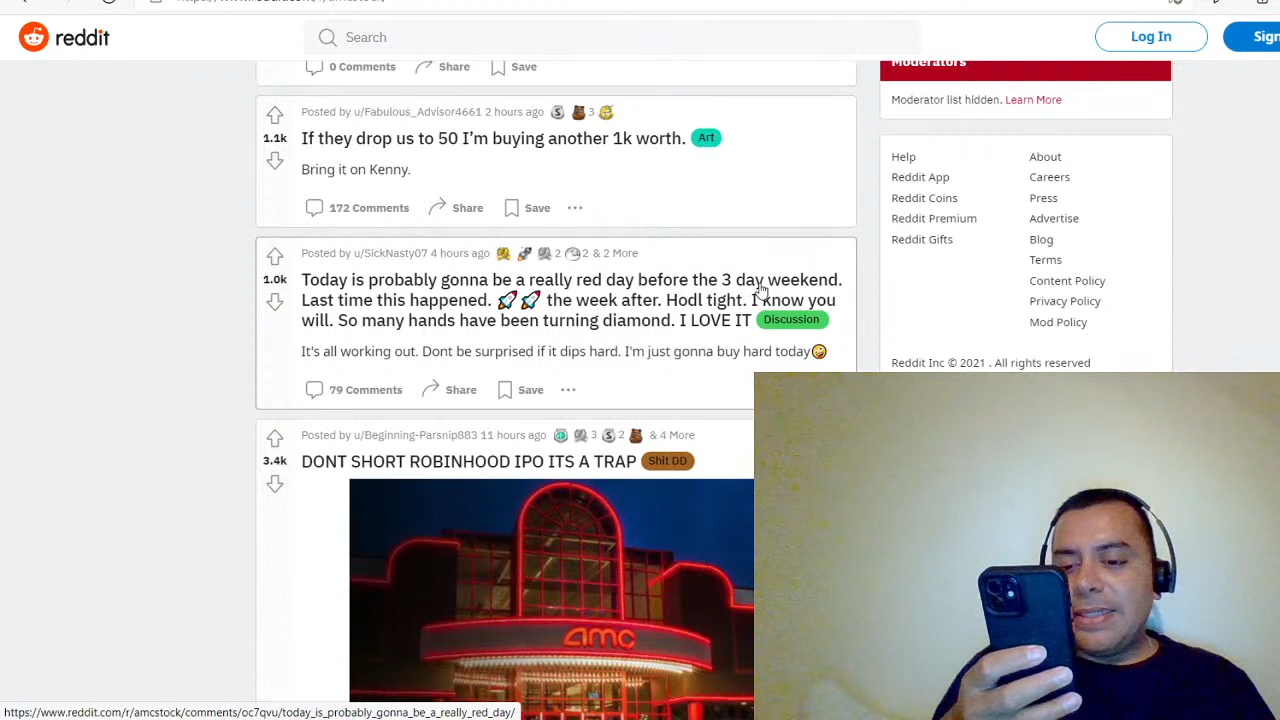 reddit
Search
Log In
Sign
0 Comments
Share
Save
Moderators
Moderator list hidden. Learn More
Posted by u/Fabulous_Advisor4661 2 hours ago
3
1.1k
If they drop us to 50 I'm buying another 1k worth. Art
Bring it on Kenny.
172 Comments
Share
Save
Help
About
Reddit App
Careers
Reddit Coins
Press
Reddit Premium
Advertise
Reddit Gifts
Blog
Terms
Content Policy
Privacy Policy
Mod Policy
Reddit Inc © 2021 . All rights reserved
Posted by u/SickNasty07 4 hours ago
2 2 & 2 More
1.0k
Today is probably gonna be a really red day before the 3 day weekend.
Last time this happened. 🚀🚀 the week after. Hodl tight. I know you
will. So many hands have been turning diamond. I LOVE IT Discussion
It's all working out. Dont be surprised if it dips hard. I'm just gonna buy hard today🤪
79 Comments
Share
Save
Posted by u/Beginning-Parsnip883 11 hours ago
3 2 & 4 More
3.4k
DONT SHORT ROBINHOOD IPO ITS A TRAP Shit DD
amc
https://www.reddit.com/r/amcstock/comments/oc7qvu/today_is_probably_gonna_be_a_really_red_day/